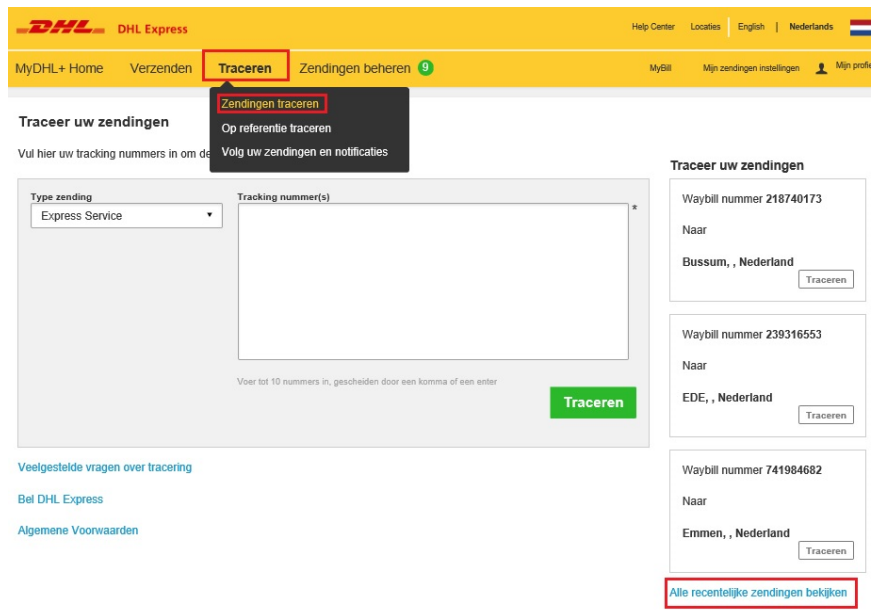 DHL DHL Express
Help Center Locaties English | Nederlands
MyDHL+ Home Verzenden Traceren Zendingen beheren 9
MyBill Mijn zendingen instellingen Mijn profie
Zendingen traceren
Op referentie traceren
Volg uw zendingen en notificaties
Traceer uw zendingen
Vul hier uw tracking nummers in om de
Type zending
Express Service
Tracking nummer(s)
*
Voer tot 10 nummers in, gescheiden door een komma of een enter
Traceren
Veelgestelde vragen over tracering
Bel DHL Express
Algemene Voorwaarden
Traceer uw zendingen
Waybill nummer 218740173
Naar
Bussum, , Nederland
Traceren
Waybill nummer 239316553
Naar
EDE, , Nederland
Traceren
Waybill nummer 741984682
Naar
Emmen, , Nederland
Traceren
Alle recentelijke zendingen bekijken